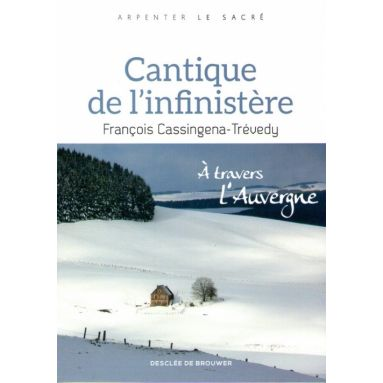 ARPENTER LE SACRÉ
Cantique
de l'infinistère
François Cassingena-Trévedy
À travers
l'Auvergne
DESCLÉE DE BROUWER